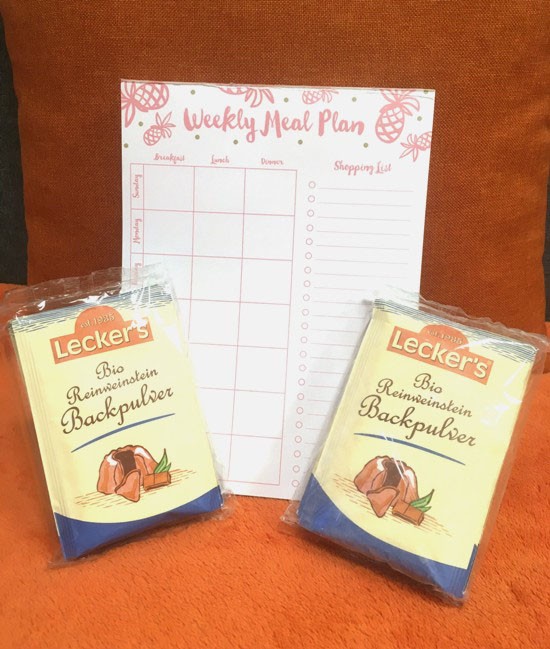 Weekly Meal Plan
Breakfast Lunch Dinner
Shopping List
Sunday
Monday
Lecker's
Bio
Reinweinstein
Backpulver
Lecker's
Bio
Reinweinstein
Backpulver